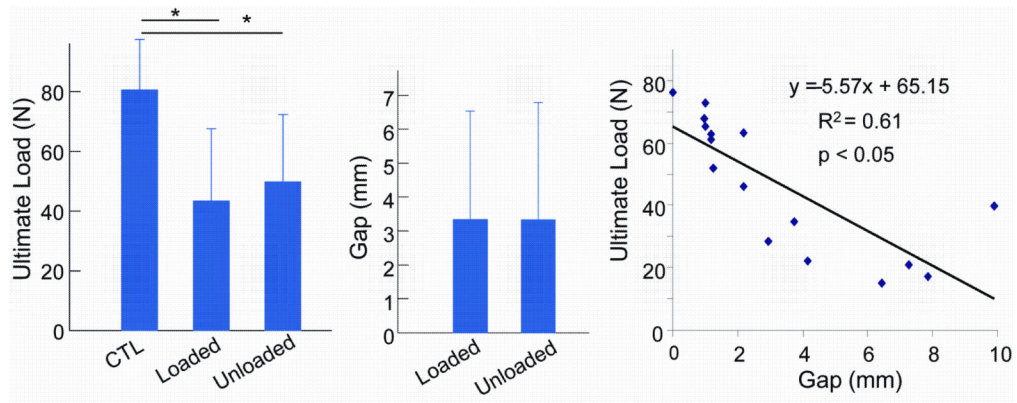 * *
Ultimate Load (N)
80
60
40
20
0
CTL Loaded Unloaded
Gap (mm)
7
6
5
4
3
2
1
0
Loaded Unloaded
Ultimate Load (N)
80
60
40
20
0
y=-5.57x + 65.15
R² = 0.61
p < 0.05
0 2 4 6 8 10
Gap (mm)